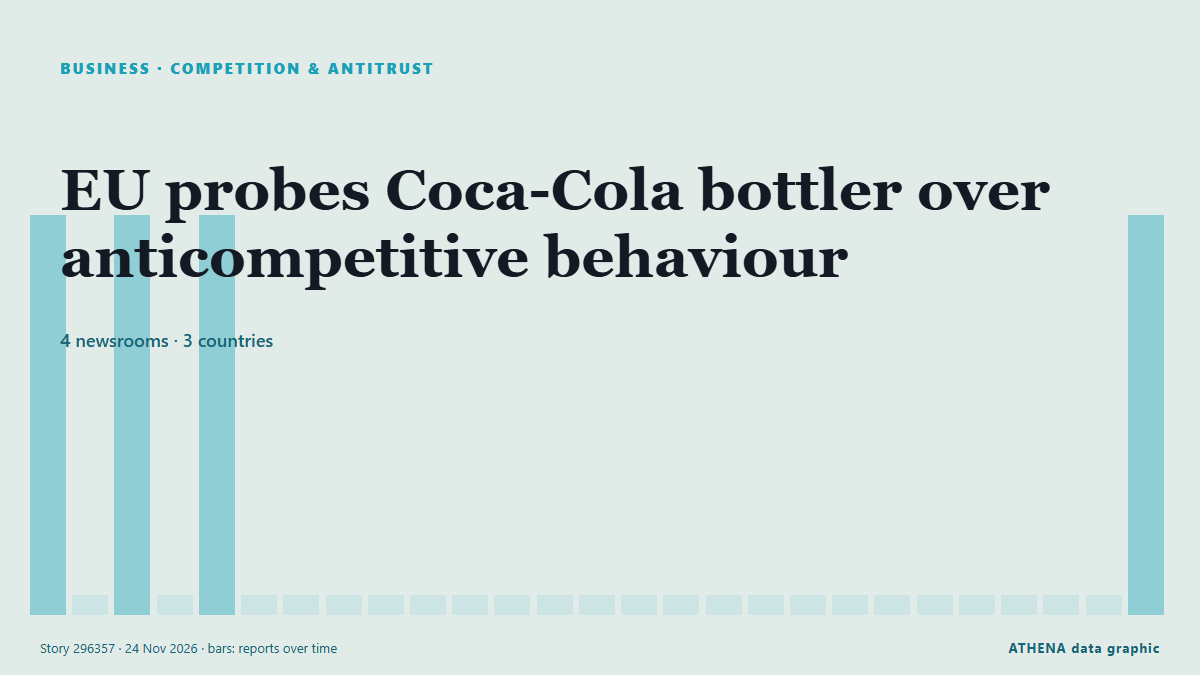 BUSINESS · COMPETITION & ANTITRUST
EU probes Coca-Cola bottler over
anticompetitive behaviour
4 newsrooms · 3 countries
Story 296357 · 24 Nov 2026 · bars: reports over time
ATHENA data graphic